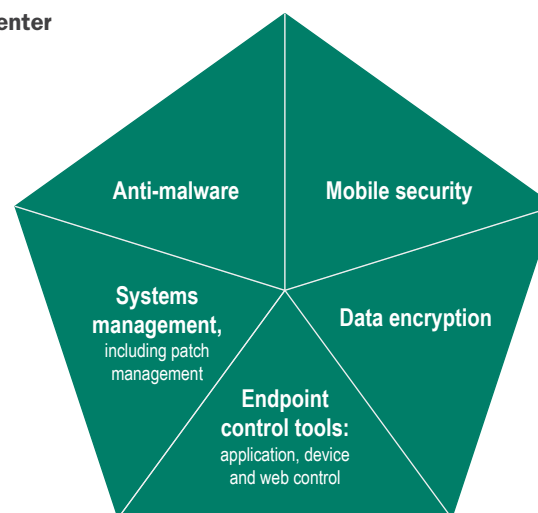 enter
Anti-malware
Mobile security
Systems
management,
including patch
management
Data encryption
Endpoint
control tools:
application, device
and web control